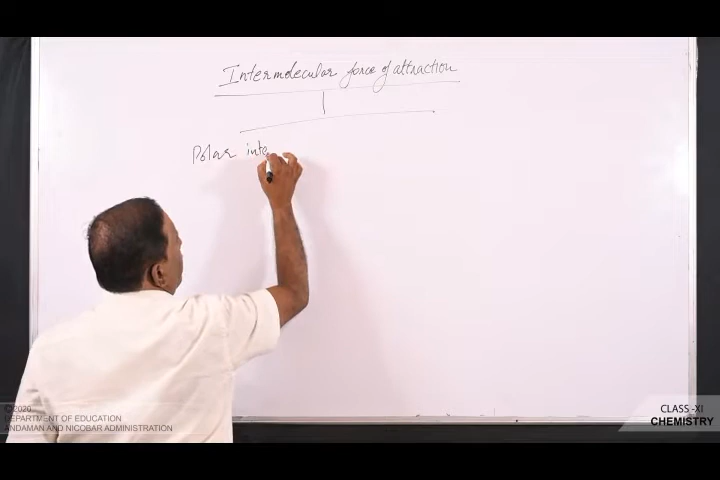 Intermolecular force of attraction
Polar inte
©2020
DEPARTMENT OF EDUCATION
ANDAMAN AND NICOBAR ADMINISTRATION
CLASS -XI
CHEMISTRY